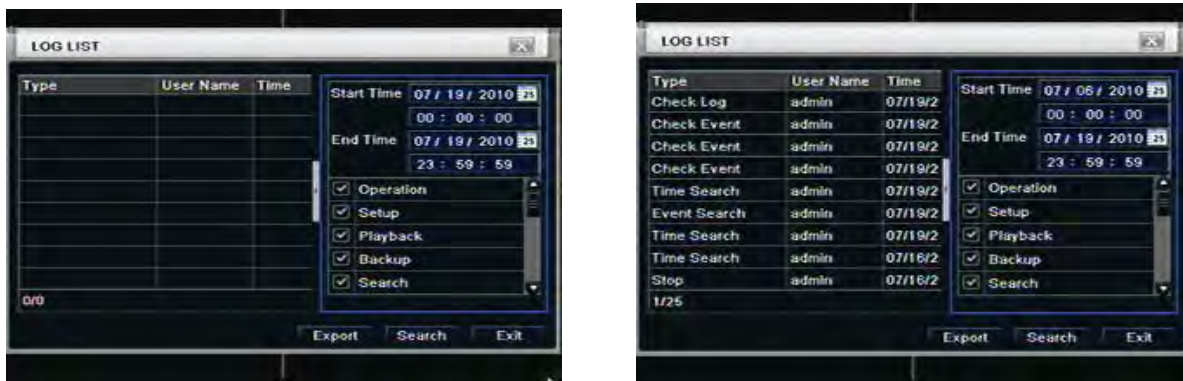 LOG LIST
Type User Name Time
0/0
Start Time 07 / 19 / 2010 25
00 : 00 : 00
End Time 07 / 19 / 2010 25
23 : 59 : 59
Operation
Setup
Playback
Backup
Search
Export Search Exit
LOG LIST
Type User Name Time
Check Log admin 07/19/2
Check Event admin 07/19/2
Check Event admin 07/19/2
Check Event admin 07/19/2
Time Search admin 07/19/2
Event Search admin 07/19/2
Time Search admin 07/19/2
Time Search admin 07/16/2
Stop admin 07/16/2
1/25
Start Time 07 / 06 / 2010 25
00 : 00 : 00
End Time 07 / 19 / 2010 25
23 : 59 : 59
Operation
Setup
Playback
Backup
Search
Export Search Exit